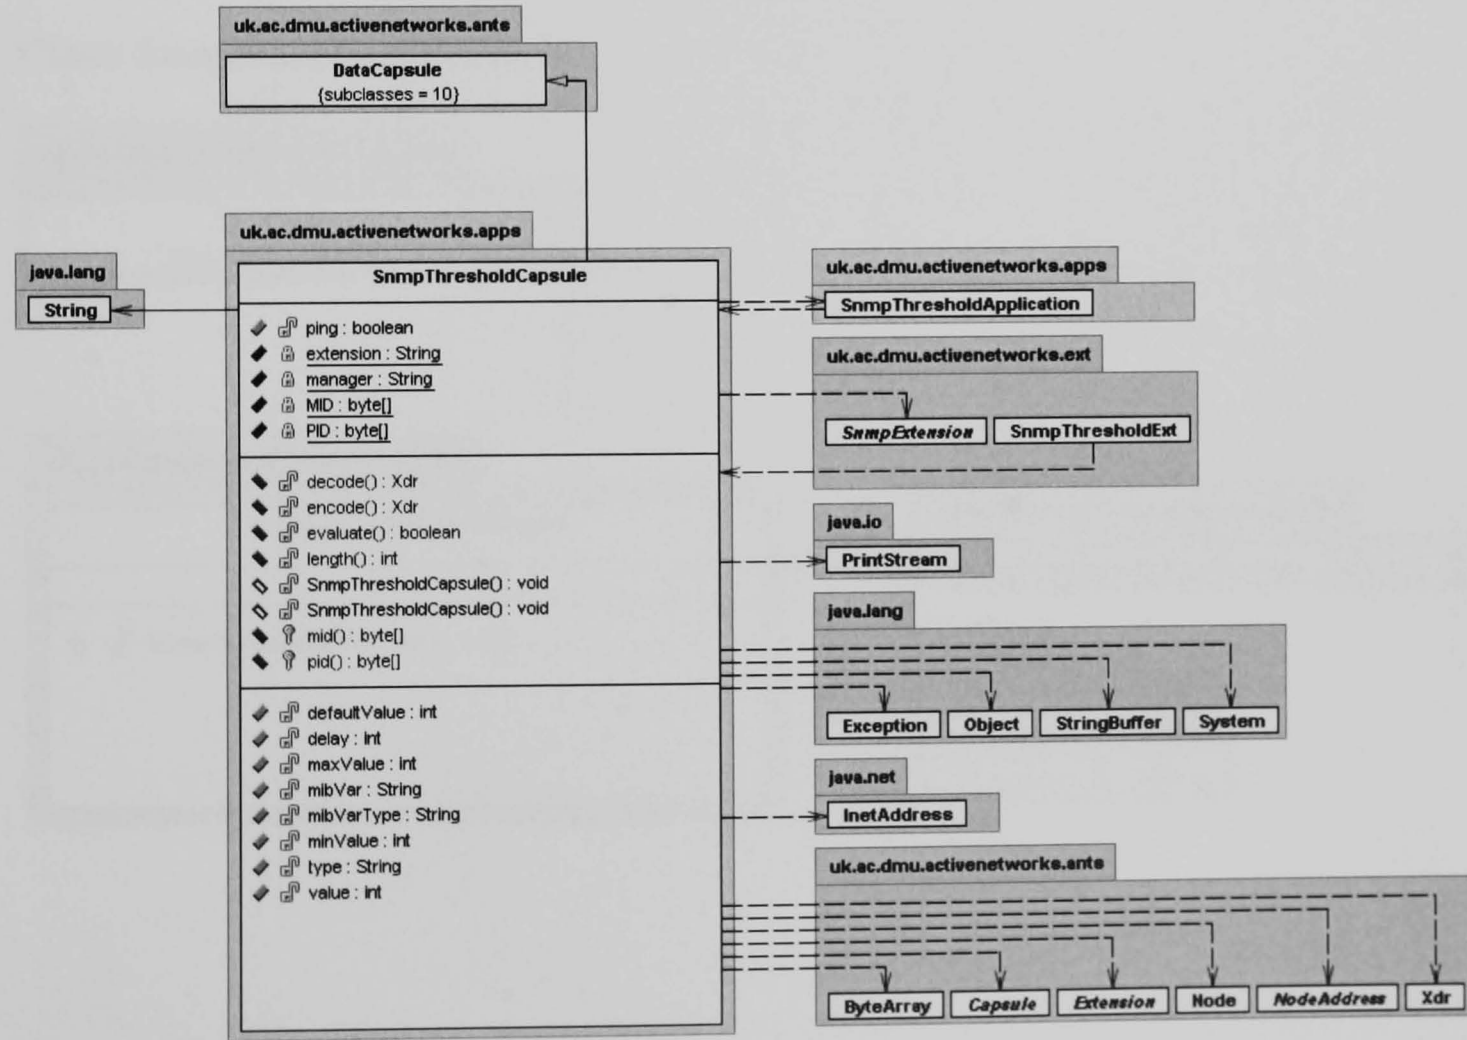 uk.ac.dmu.activenetworks.ants
DataCapsule
{subclasses = 10}
uk.ac.dmu.activenetworks.apps
java.lang
String
SnmpThresholdCapsule
ping : boolean
extension : String
manager : String
MID : byte[]
PID : byte[]
decode() : Xdr
encode() : Xdr
evaluate() : boolean
length() : int
SnmpThresholdCapsule() : void
SnmpThresholdCapsule() : void
mid() : byte[]
pid() : byte[]
defaultValue : int
delay : int
maxValue : int
mibVar : String
mibVarType : String
minValue : int
type : String
value : int
uk.ac.dmu.activenetworks.apps
SnmpThresholdApplication
uk.ac.dmu.activenetworks.ext
SnmpExtension SnmpThresholdExt
java.io
PrintStream
java.lang
Exception Object StringBuffer System
java.net
InetAddress
uk.ac.dmu.activenetworks.ants
ByteArray Capsule Extension Node NodeAddress Xdr